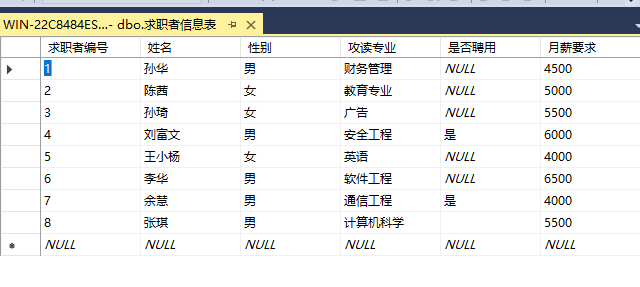 WIN-22C8484ES...- dbo.求职者信息表
求职者编号 姓名 性别 攻读专业 是否聘用 月薪要求
1 孙华 男 财务管理 NULL 4500
2 陈茜 女 教育专业 NULL 5000
3 孙琦 女 广告 NULL 5500
4 刘富文 男 安全工程 是 6000
5 王小杨 女 英语 NULL 4000
6 李华 男 软件工程 NULL 6500
7 余慧 男 通信工程 是 4000
8 张琪 男 计算机科学 5500
NULL NULL NULL NULL NULL NULL